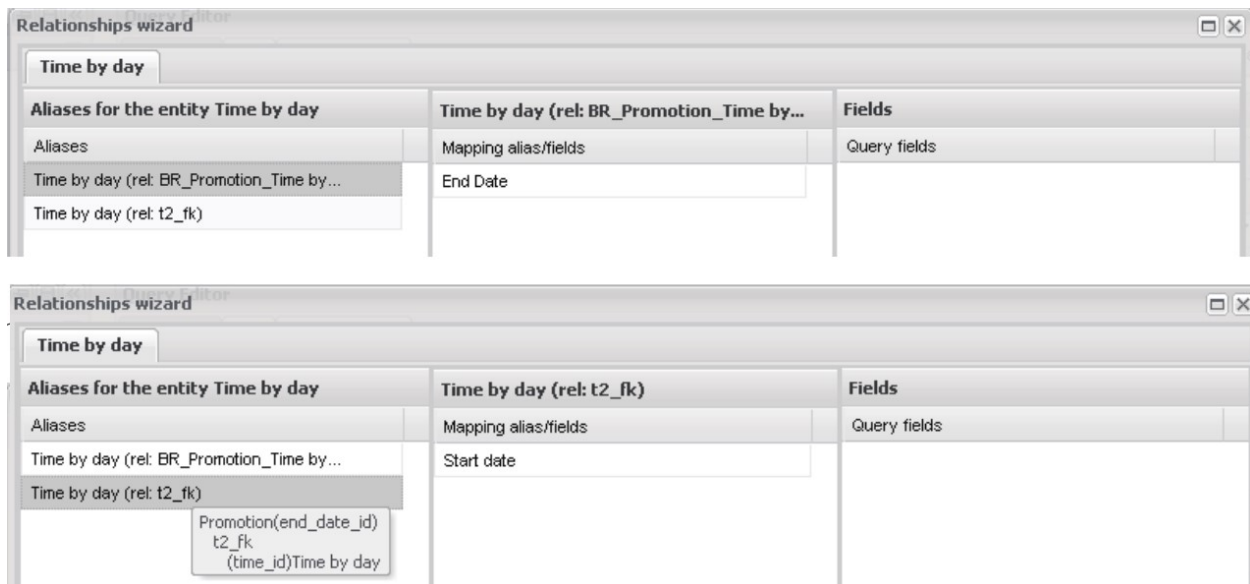 Query Editor
Relationships wizard
Time by day
Aliases for the entity Time by day
Time by day (rel: BR_Promotion_Time by...
Fields
Aliases
Mapping alias/fields
Query fields
Time by day (rel: BR_Promotion_Time by...
End Date
Time by day (rel: t2_fk)
Query Editor
Relationships wizard
Time by day
Aliases for the entity Time by day
Time by day (rel: t2_fk)
Fields
Aliases
Mapping alias/fields
Query fields
Time by day (rel: BR_Promotion_Time by...
Start date
Time by day (rel: t2_fk)
Promotion(end_date_id)
t2_fk
(time_id)Time by day